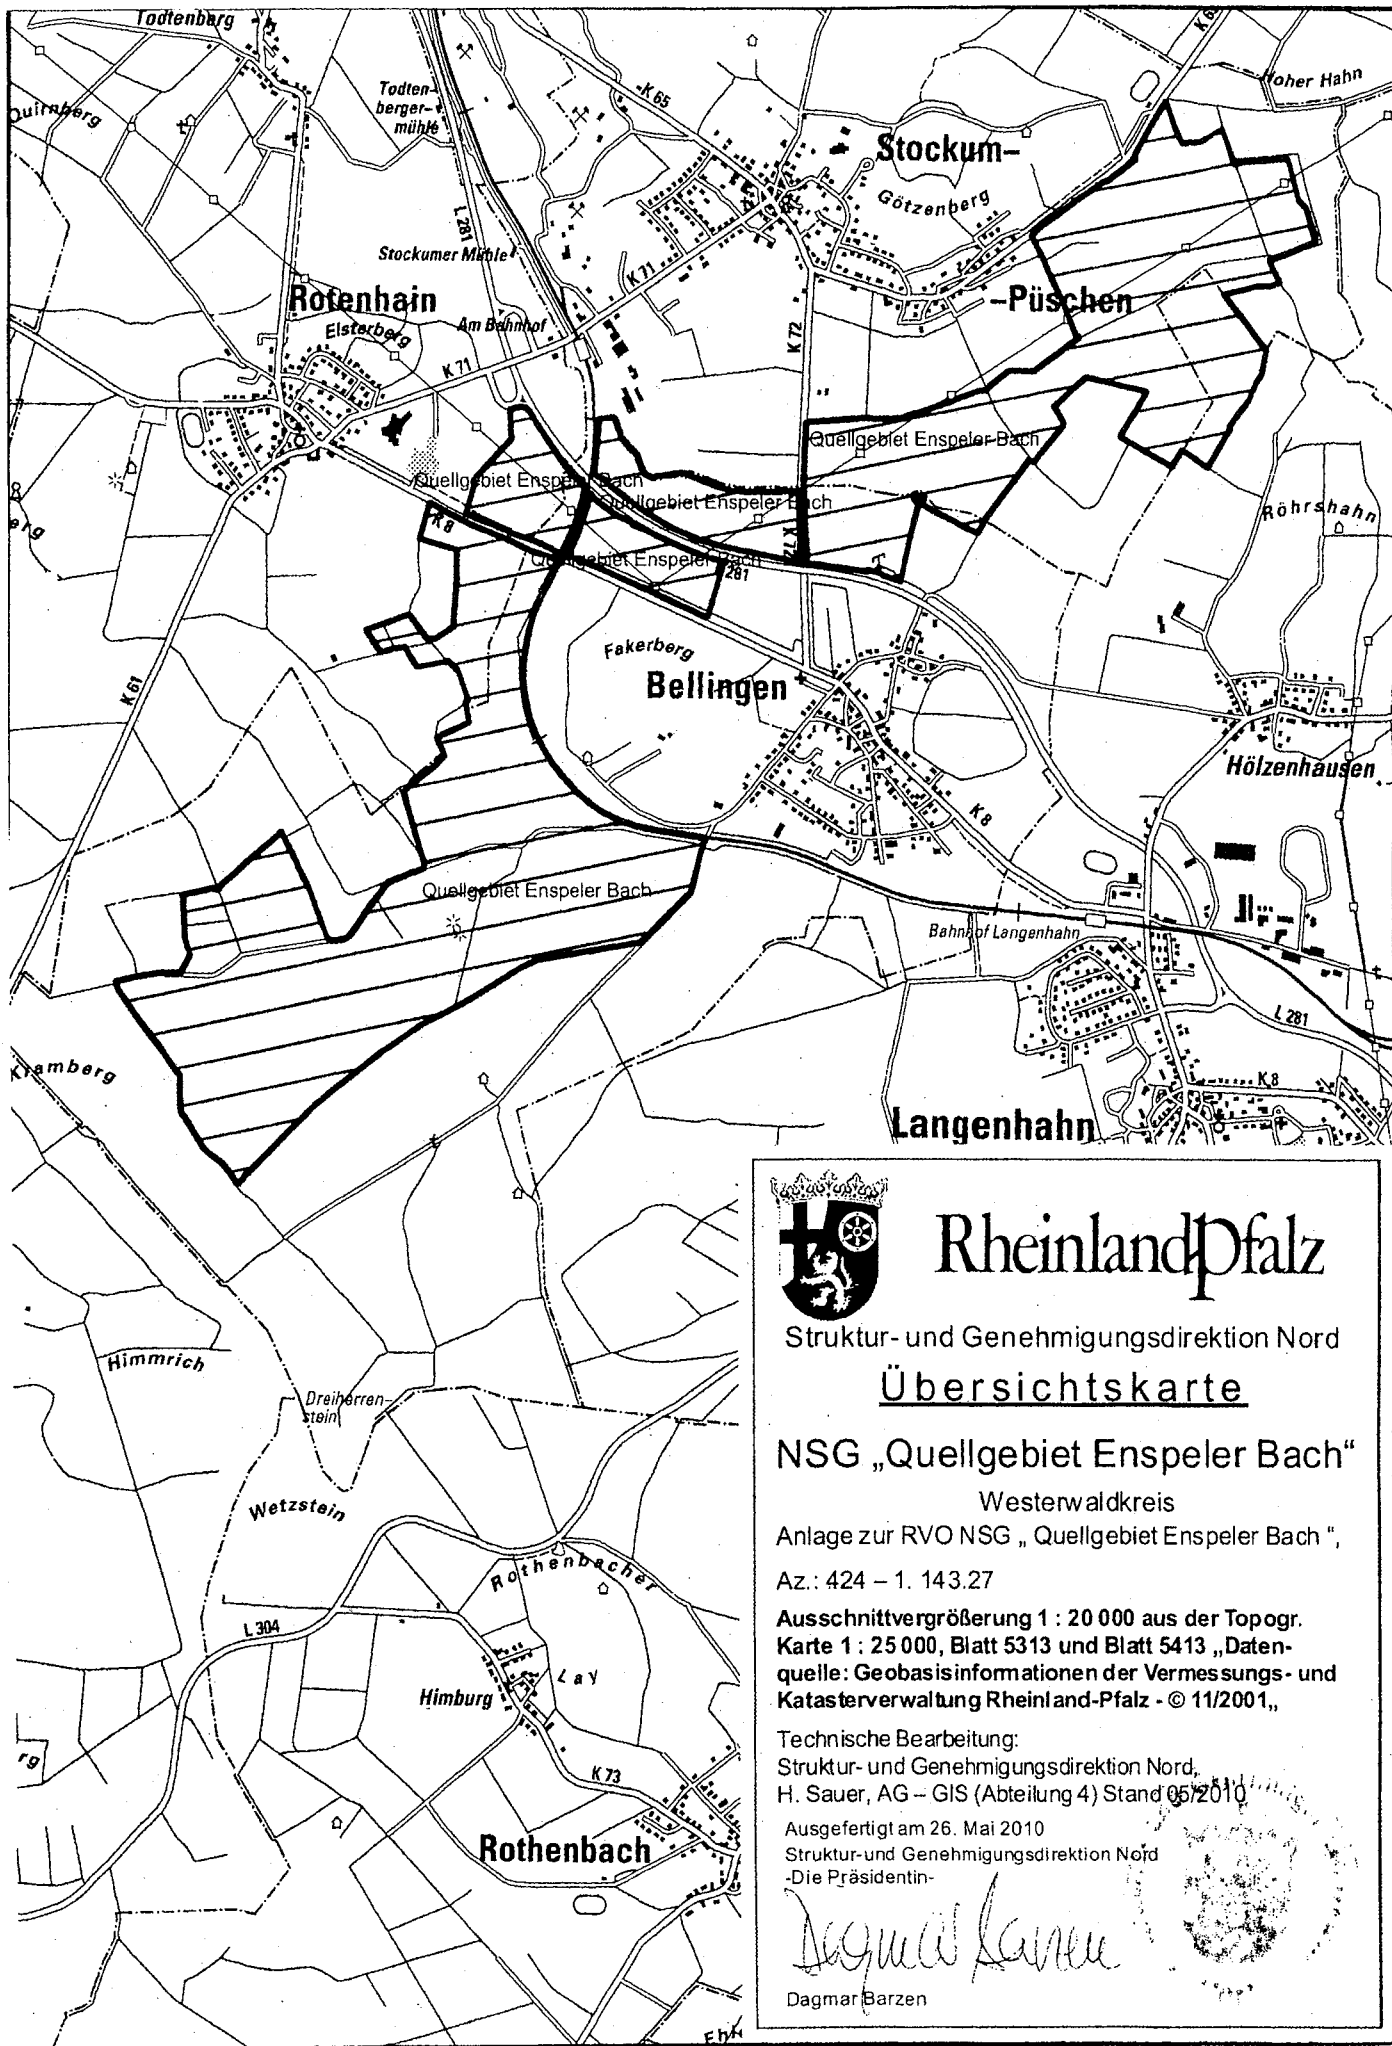 Todtenberg
K 65
Hoher Hahn
Quirnberg
Todten-
berger-
mühle
K 65
Stockum-
Götzenberg
L 281
Stockumer Mühle
K 71
Rotenhain
-Püschen
Elsterberg
Am Bahnhof
K 72
K 71
Quellgebiet Enspeler Bach
Quellgebiet Enspeler Bach
Quellgebiet Enspeler Bach
K 8
Röhrshahn
erg
K 72
Quellgebiet Enspeler Bach
281
Fakerberg
Bellingen
K 61
Hölzenhausen
K 8
Quellgebiet Enspeler Bach
Bahnhof Langenhahn
L 281
Kramberg
K 8
Langenhahn
Himmrich
Dreiherren-
stein
Wetzstein
Rothenbacher
L 304
Lay
Himburg
rg
K 73
Rothenbach
RheinlandPfalz
Struktur- und Genehmigungsdirektion Nord
Übersichtskarte
NSG „Quellgebiet Enspeler Bach“
Westerwaldkreis
Anlage zur RVO NSG „ Quellgebiet Enspeler Bach “,
Az.: 424 – 1. 143.27
Ausschnittvergrößerung 1 : 20 000 aus der Topogr.
Karte 1 : 25 000, Blatt 5313 und Blatt 5413 „Daten-
quelle: Geobasisinformationen der Vermessungs- und
Katasterverwaltung Rheinland-Pfalz - © 11/2001„
Technische Bearbeitung:
Struktur- und Genehmigungsdirektion Nord,
H. Sauer, AG – GIS (Abteilung 4) Stand 05/2010
Ausgefertigt am 26. Mai 2010
Struktur-und Genehmigungsdirektion Nord
-Die Präsidentin-
Dagmar Barzen
Dagmar Barzen